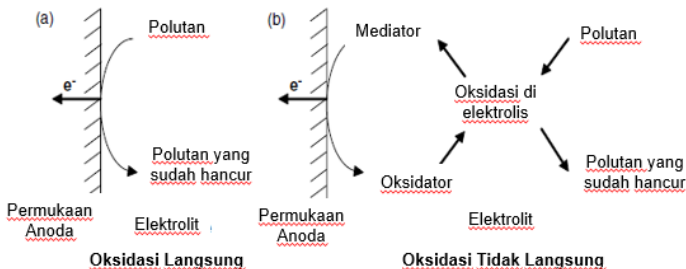 (a)
Polutan
e-
Polutan yang
sudah hancur
Permukaan
Anoda
Elektrolit
Oksidasi Langsung
(b)
Mediator
Polutan
e-
Oksidasi di
elektrolis
Oksidator
Polutan yang
sudah hancur
Permukaan
Anoda
Elektrolit
Oksidasi Tidak Langsung